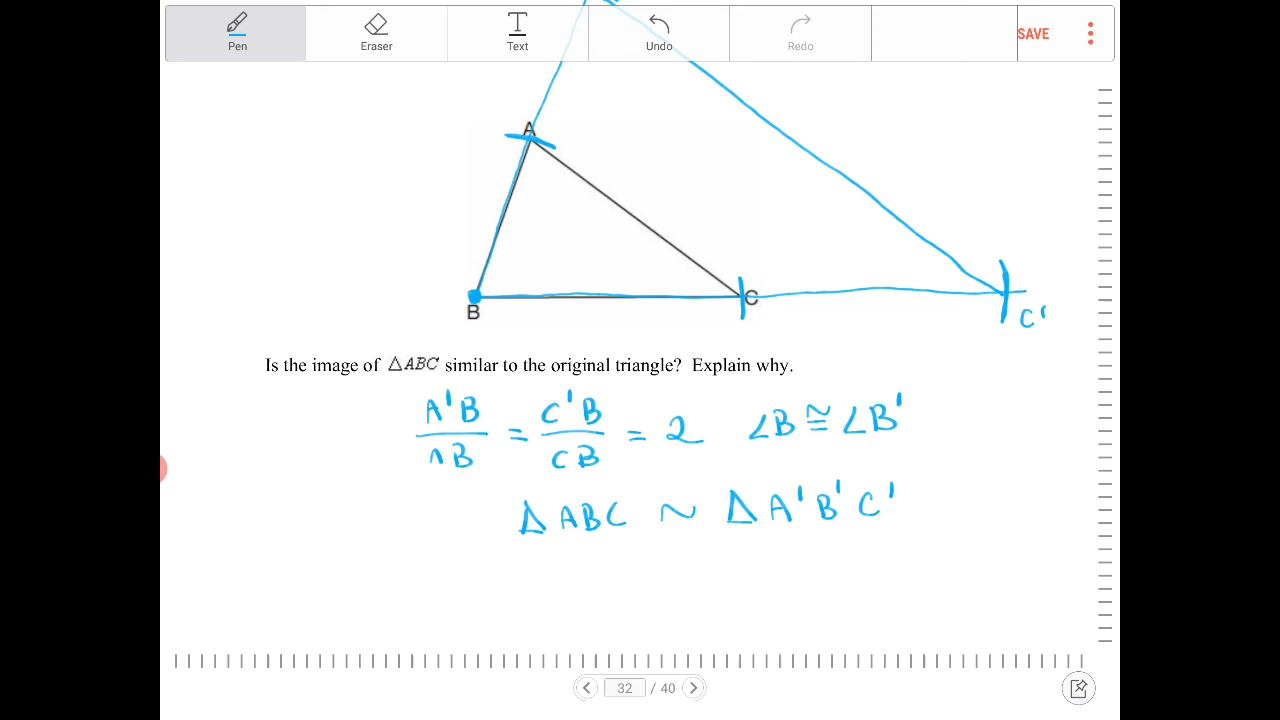 Pen
Eraser
Text
Undo
Redo
SAVE
A
B
C
C'
Is the image of △ABC similar to the original triangle? Explain why.
A'B/AB = C'B/CB = 2 ∠B ≅ ∠B'
△ABC ~ △A'B'C'
32 / 40